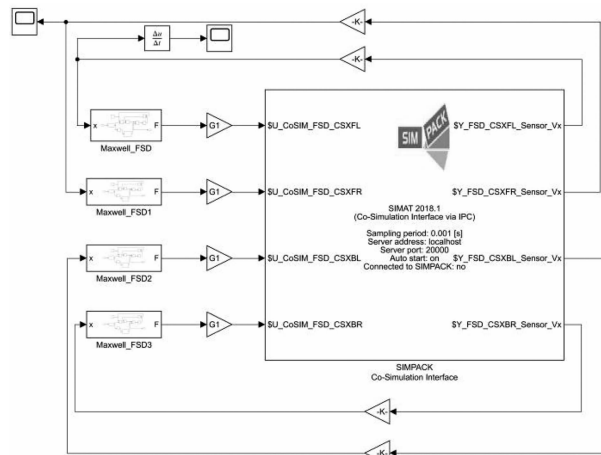 -K-
Δu
Δt
-K-
x F
Maxwell_FSD
G1
$U_CoSIM_FSD_CSXFL
SIM PACK
$Y_FSD_CSXFL_Sensor_Vx
x F
Maxwell_FSD1
G1
$U_CoSIM_FSD_CSXFR
$Y_FSD_CSXFR_Sensor_Vx
SIMAT 2018.1
(Co-Simulation Interface via IPC)
Sampling period: 0.001 [s]
Server address: localhost
Server port: 20000
x F
Maxwell_FSD2
G1
$U_CoSIM_FSD_CSXBL
Auto start: on
$Y_FSD_CSXBL_Sensor_Vx
Connected to SIMPACK: no
x F
Maxwell_FSD3
G1
$U_CoSIM_FSD_CSXBR
$Y_FSD_CSXBR_Sensor_Vx
SIMPACK
Co-Simulation Interface
-K-
-K-